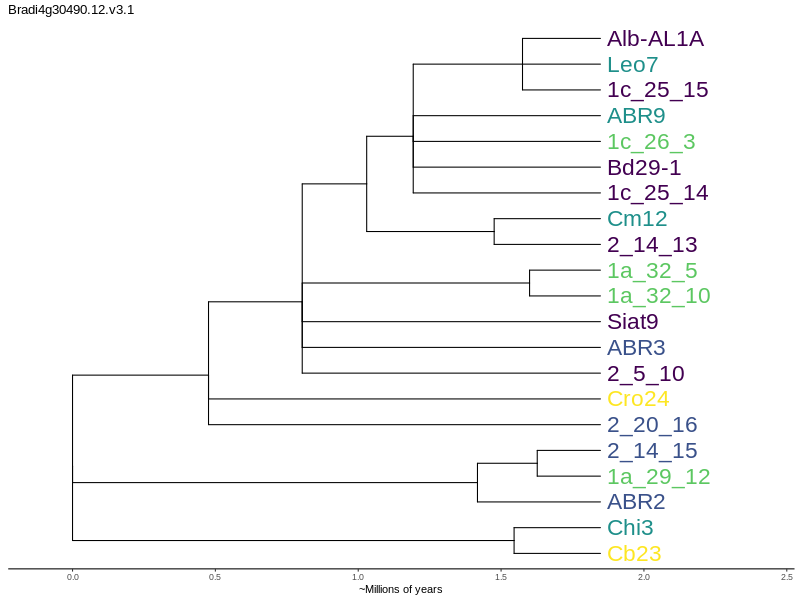 Bradi4g30490.12.v3.1
Alb-AL1A
Leo7
1c_25_15
ABR9
1c_26_3
Bd29-1
1c_25_14
Cm12
2_14_13
1a_32_5
1a_32_10
Siat9
ABR3
2_5_10
Cro24
2_20_16
2_14_15
1a_29_12
ABR2
Chi3
Cb23
0.0 0.5 1.0 1.5 2.0 2.5
~Millions of years